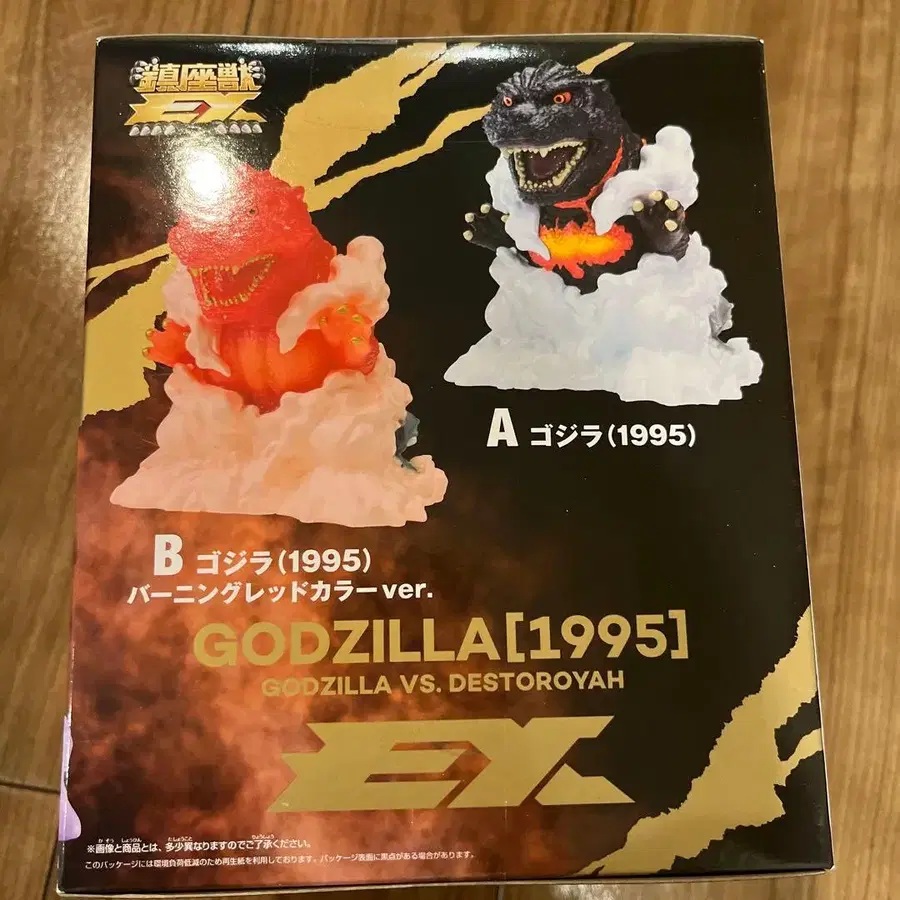 鎮座獣
EX
A ゴジラ(1995)
B ゴジラ(1995)
バーニングレッドカラーver.
GODZILLA[1995]
GODZILLA VS. DESTOROYAH
EX
※画像と商品とは、多少異なりますのでご了承ください。
このパッケージには環境負荷低減のため再生紙を利用しております。パッケージ表面に黒点がある場合があります。